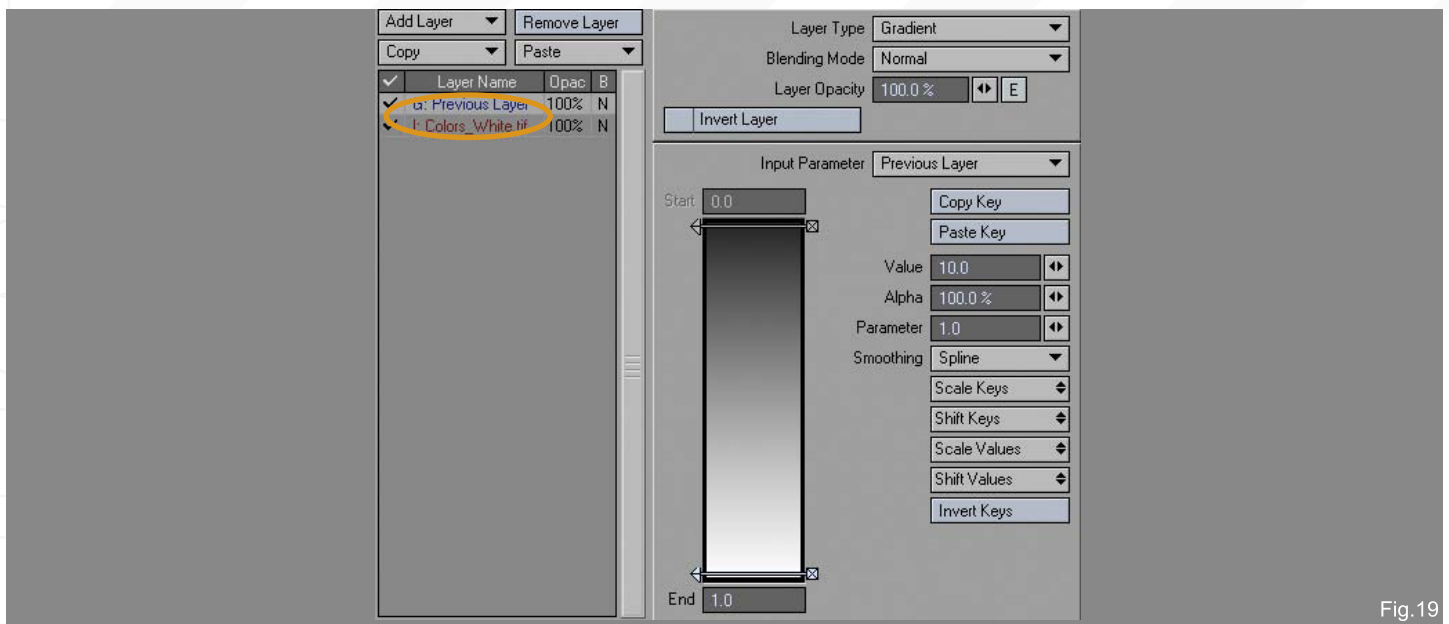 Add Layer Remove Layer
Copy Paste
Layer Name Opac B
G: Previous Layer 100% N
I: Colors_White.tif 100% N
Layer Type Gradient
Blending Mode Normal
Layer Opacity 100.0 % E
Invert Layer
Input Parameter Previous Layer
Start 0.0
Copy Key
Paste Key
Value 10.0
Alpha 100.0 %
Parameter 1.0
Smoothing Spline
Scale Keys
Shift Keys
Scale Values
Shift Values
Invert Keys
End 1.0
Fig.19